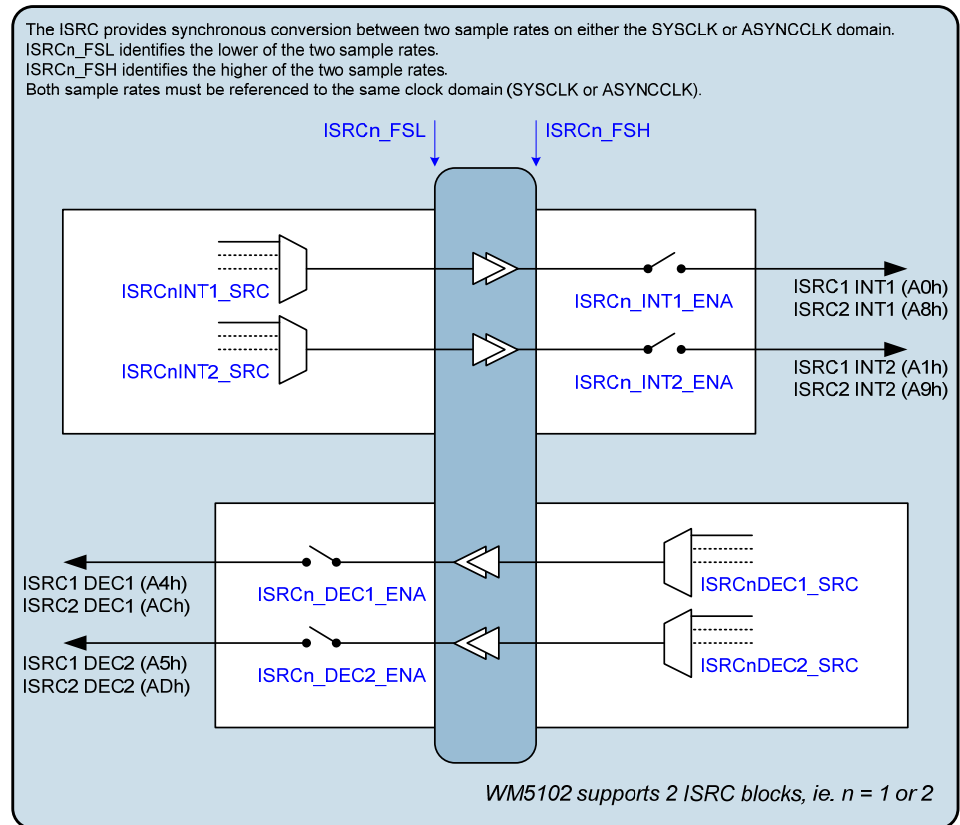 The ISRC provides synchronous conversion between two sample rates on either the SYSCLK or ASYNCCLK domain.
ISRCn_FSL identifies the lower of the two sample rates.
ISRCn_FSH identifies the higher of the two sample rates.
Both sample rates must be referenced to the same clock domain (SYSCLK or ASYNCCLK).
ISRCn_FSL
ISRCn_FSH
ISRCnINT1_SRC
ISRCn_INT1_ENA
ISRC1 INT1 (A0h)
ISRC2 INT1 (A8h)
ISRCnINT2_SRC
ISRCn_INT2_ENA
ISRC1 INT2 (A1h)
ISRC2 INT2 (A9h)
ISRC1 DEC1 (A4h)
ISRC2 DEC1 (ACh)
ISRCn_DEC1_ENA
ISRCnDEC1_SRC
ISRC1 DEC2 (A5h)
ISRC2 DEC2 (ADh)
ISRCn_DEC2_ENA
ISRCnDEC2_SRC
WM5102 supports 2 ISRC blocks, ie. n = 1 or 2